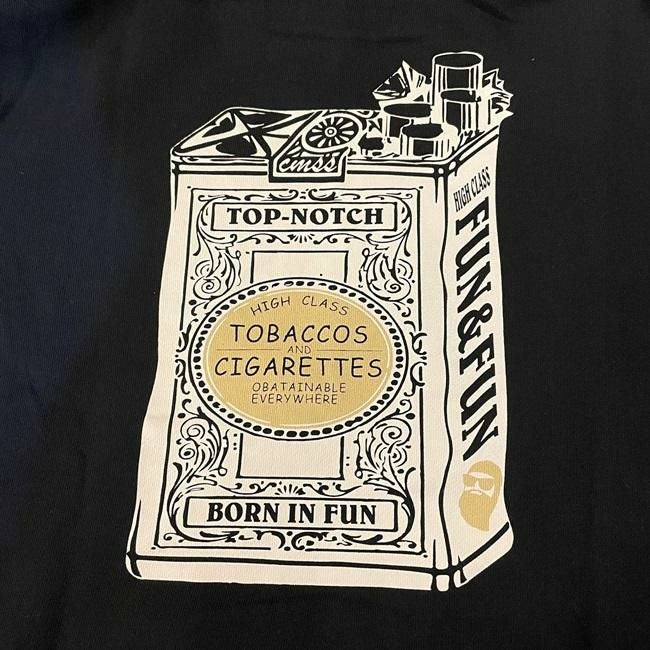 cmss
TOP-NOTCH
HIGH CLASS
TOBACCOS
AND
CIGARETTES
OBATAINABLE
EVERYWHERE
BORN IN FUN
HIGH CLASS
FUN&FUN